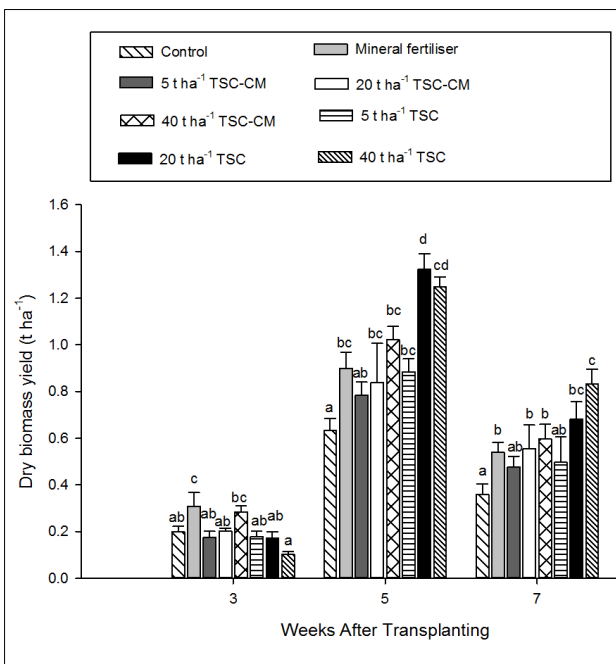 Control Mineral fertiliser
5 t ha⁻¹ TSC-CM 20 t ha⁻¹ TSC-CM
40 t ha⁻¹ TSC-CM 5 t ha⁻¹ TSC
20 t ha⁻¹ TSC 40 t ha⁻¹ TSC
Dry biomass yield (t ha⁻¹)
1.6
1.4
1.2
1.0
0.8
0.6
0.4
0.2
0.0
ab c ab ab bc ab ab a
a bc ab bc bc bc d cd
a b ab b b ab bc c
3 5 7
Weeks After Transplanting